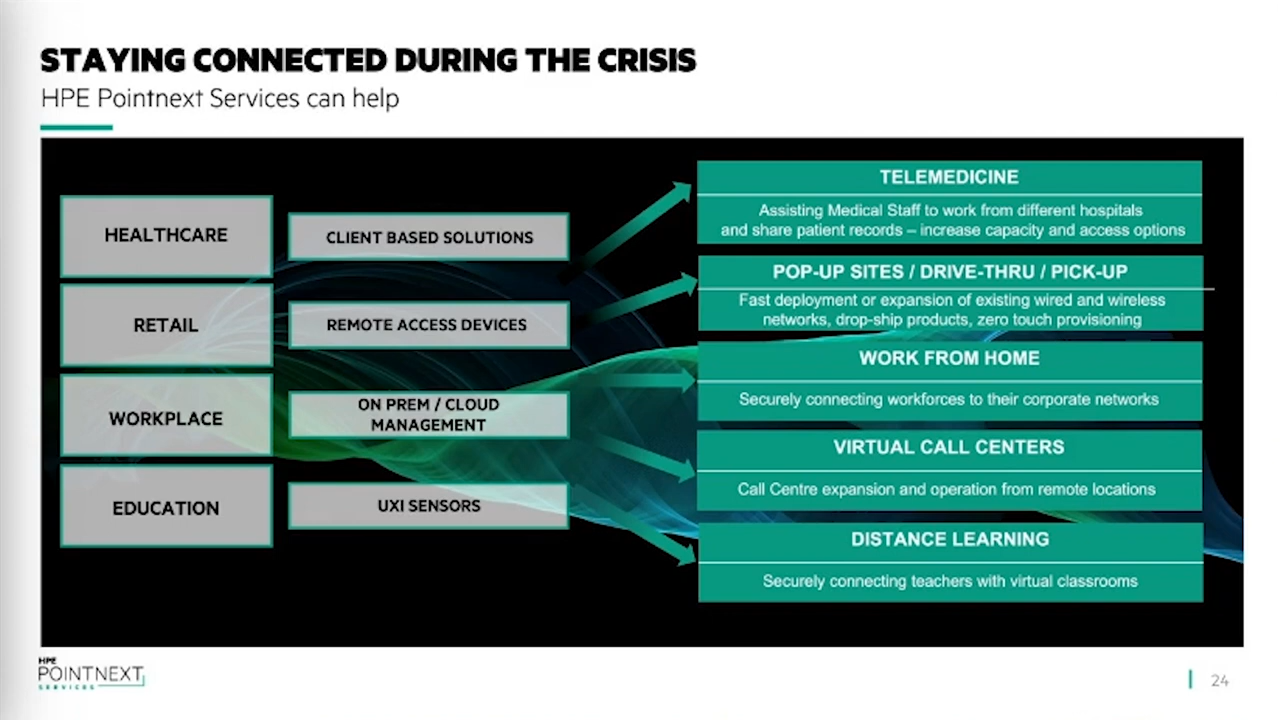 STAYING CONNECTED DURING THE CRISIS
HPE Pointnext Services can help
HEALTHCARE
RETAIL
WORKPLACE
EDUCATION
CLIENT BASED SOLUTIONS
REMOTE ACCESS DEVICES
ON PREM / CLOUD
MANAGEMENT
UXI SENSORS
TELEMEDICINE
Assisting Medical Staff to work from different hospitals
and share patient records – increase capacity and access options
POP-UP SITES / DRIVE-THRU / PICK-UP
Fast deployment or expansion of existing wired and wireless
networks, drop-ship products, zero touch provisioning
WORK FROM HOME
Securely connecting workforces to their corporate networks
VIRTUAL CALL CENTERS
Call Centre expansion and operation from remote locations
DISTANCE LEARNING
Securely connecting teachers with virtual classrooms
HPE
POINTNEXT
SERVICES
24